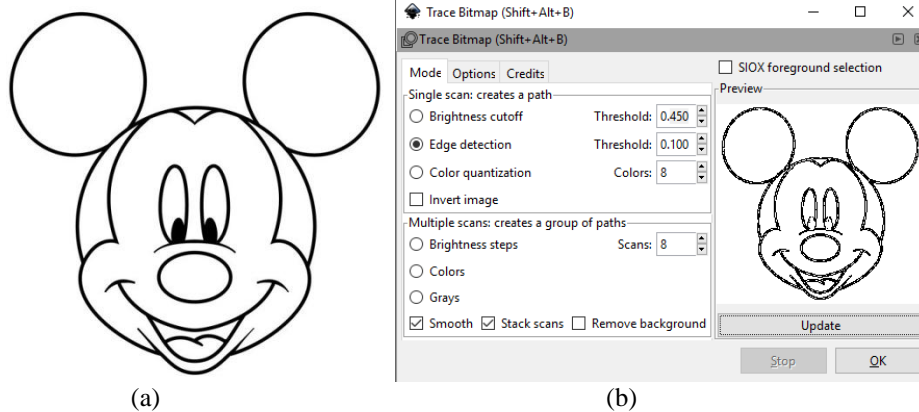 Trace Bitmap (Shift+Alt+B)
Trace Bitmap (Shift+Alt+B)
Mode Options Credits
SIOX foreground selection
Single scan: creates a path
Preview
Brightness cutoff Threshold: 0.450
Edge detection Threshold: 0.100
Color quantization Colors: 8
Invert image
Multiple scans: creates a group of paths
Brightness steps Scans: 8
Colors
Grays
Smooth Stack scans Remove background
Update
Stop OK
(a) (b)